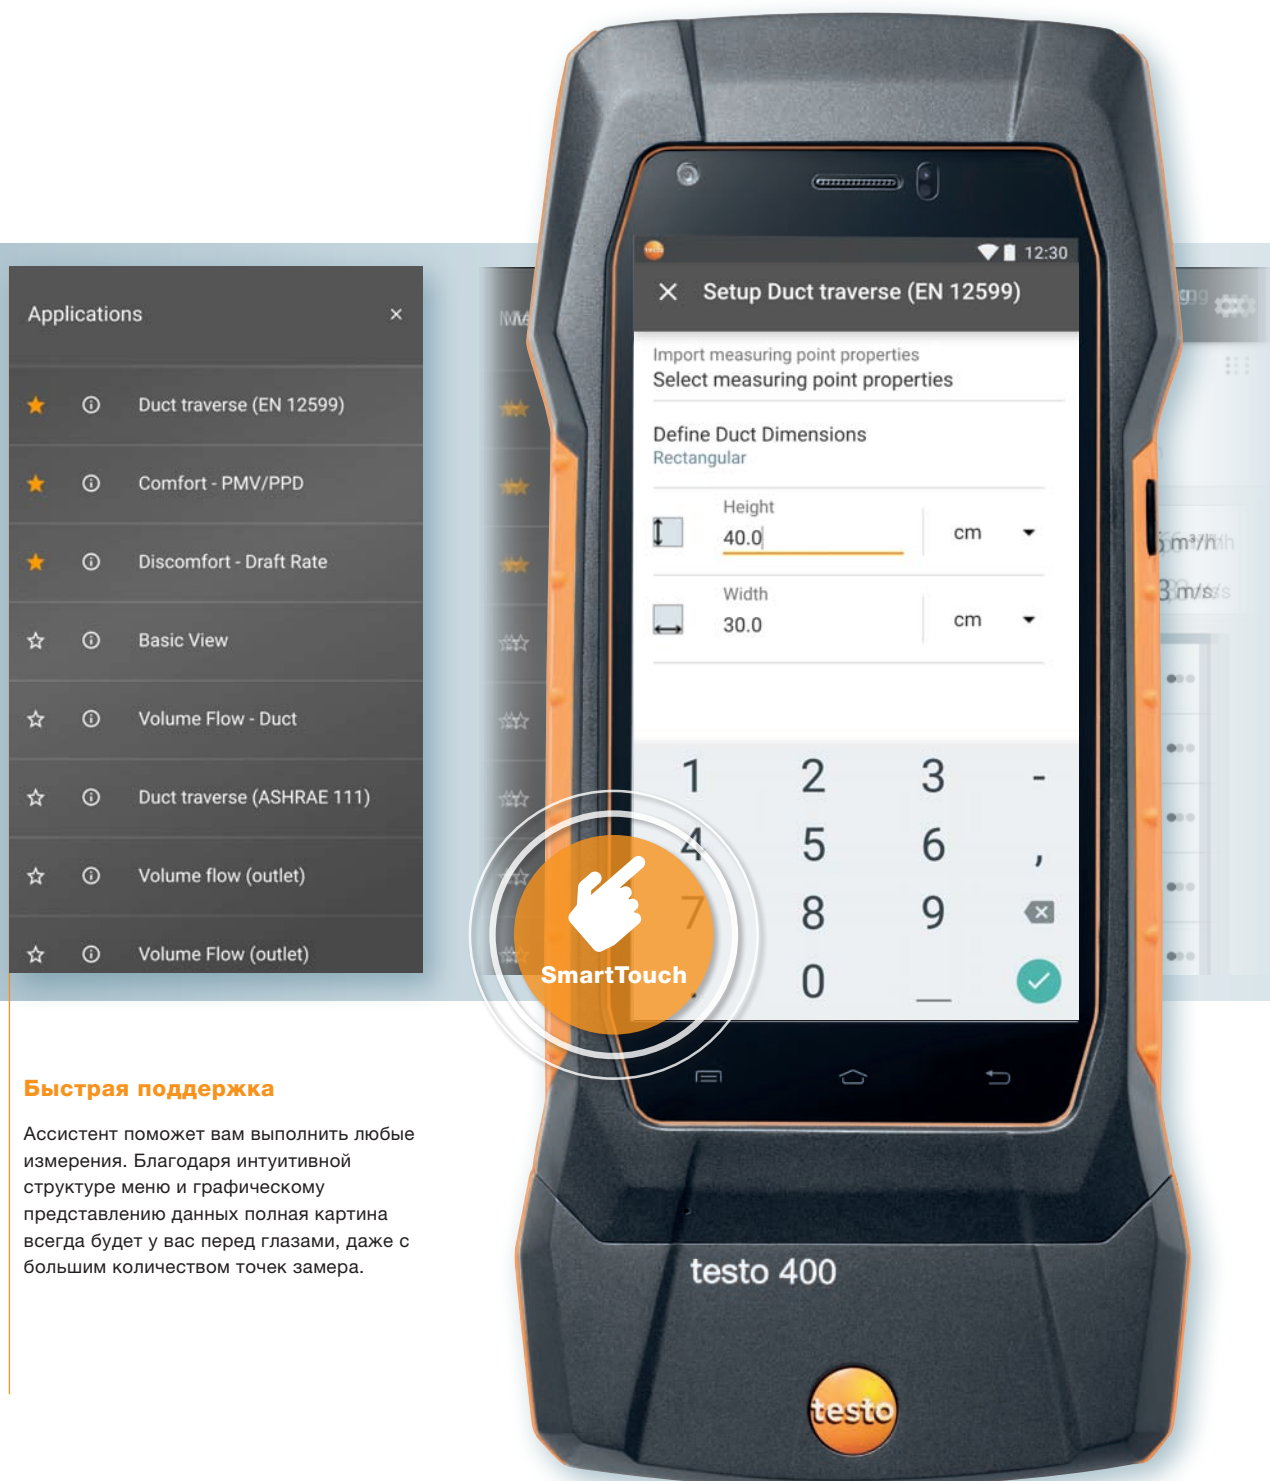 Applications
Duct traverse (EN 12599)
Comfort - PMV/PPD
Discomfort - Draft Rate
Basic View
Volume Flow - Duct
Duct traverse (ASHRAE 111)
Volume flow (outlet)
Volume Flow (outlet)
testo
12:30
Setup Duct traverse (EN 12599)
Import measuring point properties
Select measuring point properties
Define Duct Dimensions
Rectangular
Height
40.0
cm
Width
30.0
cm
1 2 3 -
4 5 6 ,
7 8 9
0
SmartTouch
m³/h
m/s
Быстрая поддержка
Ассистент поможет вам выполнить любые
измерения. Благодаря интуитивной
структуре меню и графическому
представлению данных полная картина
всегда будет у вас перед глазами, даже с
большим количеством точек замера.
testo 400
testo